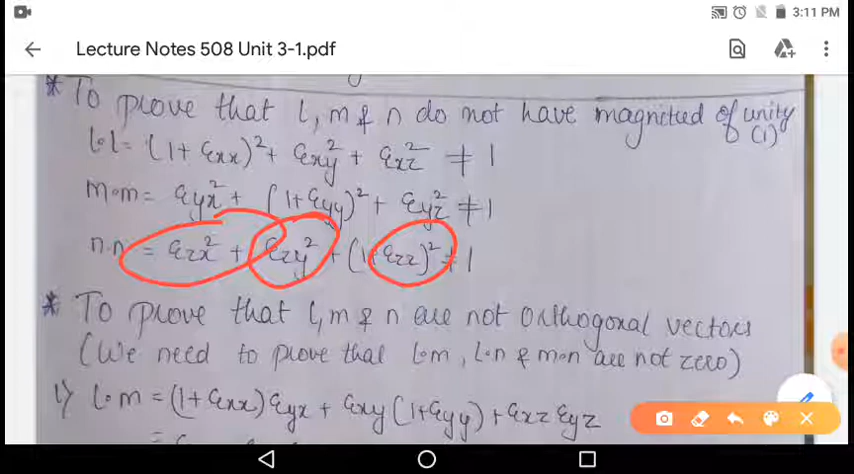 3:11 PM
Lecture Notes 508 Unit 3-1.pdf
* To prove that l, m & n do not have magnitued of unity (1)
l.l = (1+εxx)² + εxy² + εxz² ≠ 1
m.m = εyx² + (1+εyy)² + εyz² ≠ 1
n.n = εzx² + εzy² + (1+εzz)² ≠ 1
* To prove that l, m & n are not orthogonal vectors
(We need to prove that l.m, l.n & m.n are not zero)
1) l.m = (1+εxx)εyx + εxy(1+εyy) + εxz εyz